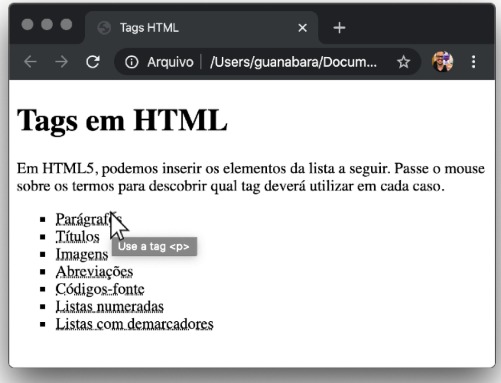 Tags HTML
Arquivo | /Users/guanabara/Docum...
Tags em HTML
Em HTML5, podemos inserir os elementos da lista a seguir. Passe o mouse
sobre os termos para descobrir qual tag deverá utilizar em cada caso.
Parágrafos
Títulos
Use a tag <p>
Imagens
Abreviações
Códigos-fonte
Listas numeradas
Listas com demarcadores